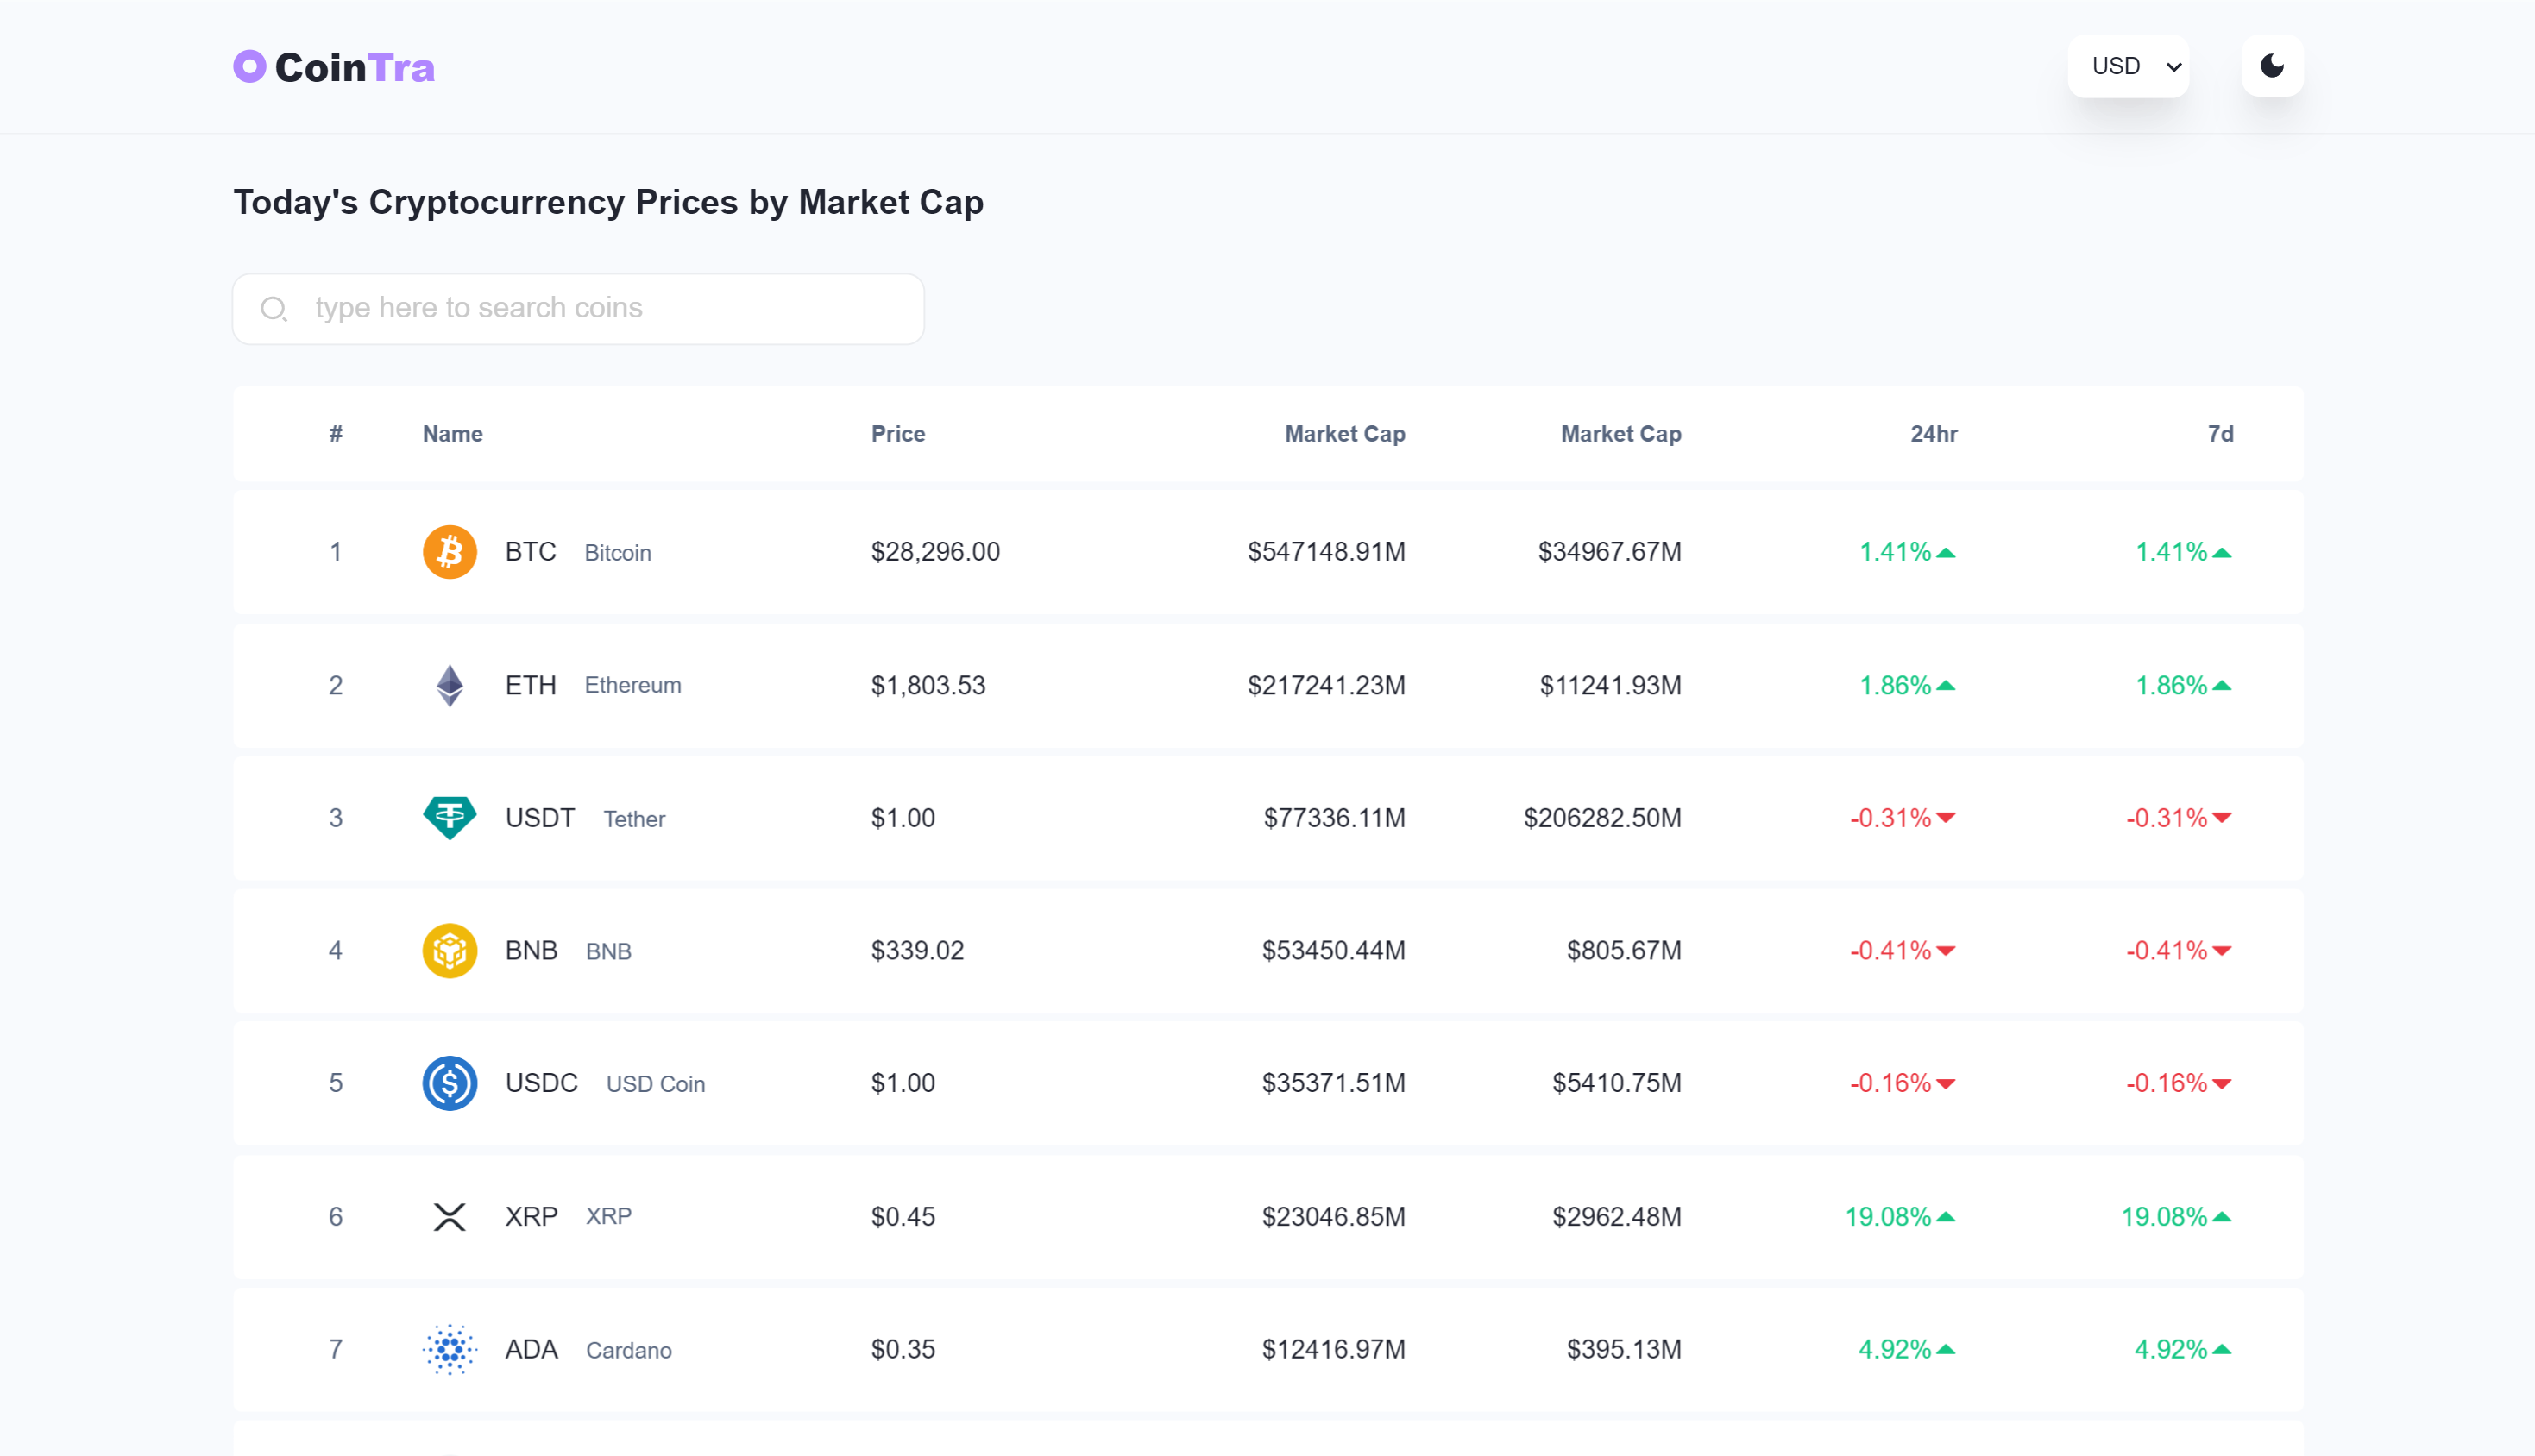 CoinTra
USD
Today's Cryptocurrency Prices by Market Cap
type here to search coins
# Name Price Market Cap Market Cap 24hr 7d
1 BTC Bitcoin $28,296.00 $547148.91M $34967.67M 1.41% 1.41%
2 ETH Ethereum $1,803.53 $217241.23M $11241.93M 1.86% 1.86%
3 USDT Tether $1.00 $77336.11M $206282.50M -0.31% -0.31%
4 BNB BNB $339.02 $53450.44M $805.67M -0.41% -0.41%
5 USDC USD Coin $1.00 $35371.51M $5410.75M -0.16% -0.16%
6 XRP XRP $0.45 $23046.85M $2962.48M 19.08% 19.08%
7 ADA Cardano $0.35 $12416.97M $395.13M 4.92% 4.92%